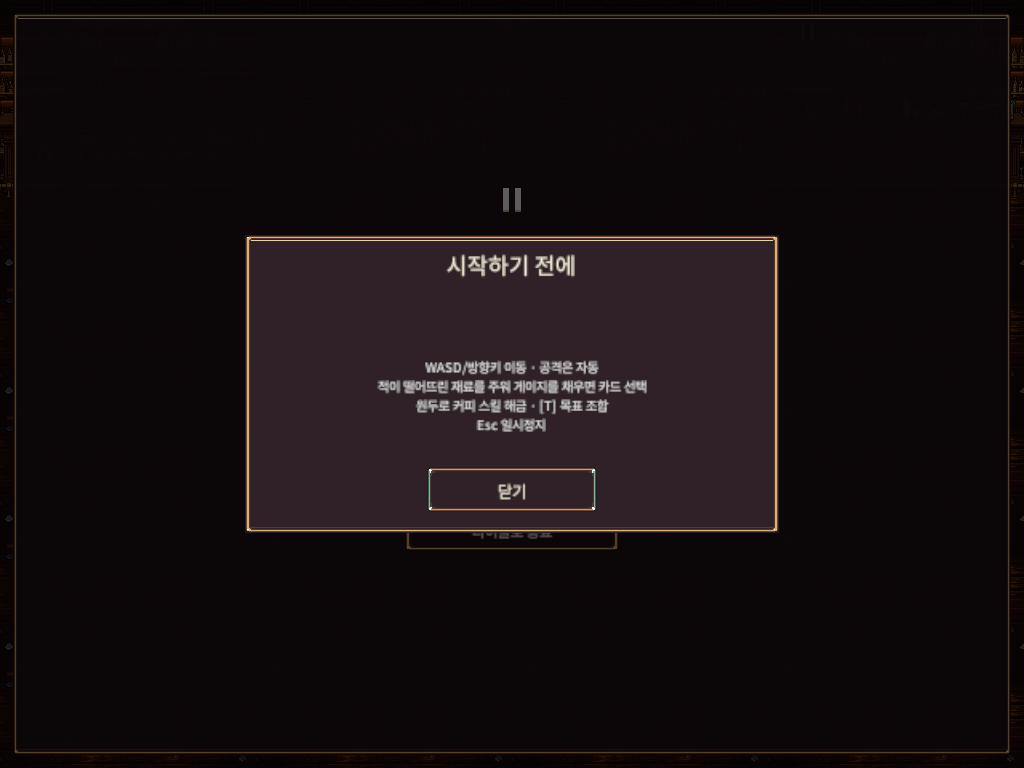 시작하기 전에
WASD/방향키 이동 · 공격은 자동
적이 떨어뜨린 재료를 주워 게이지를 채우면 카드 선택
원두로 커피 스킬 해금 · [T] 목표 조합
Esc 일시정지
닫기